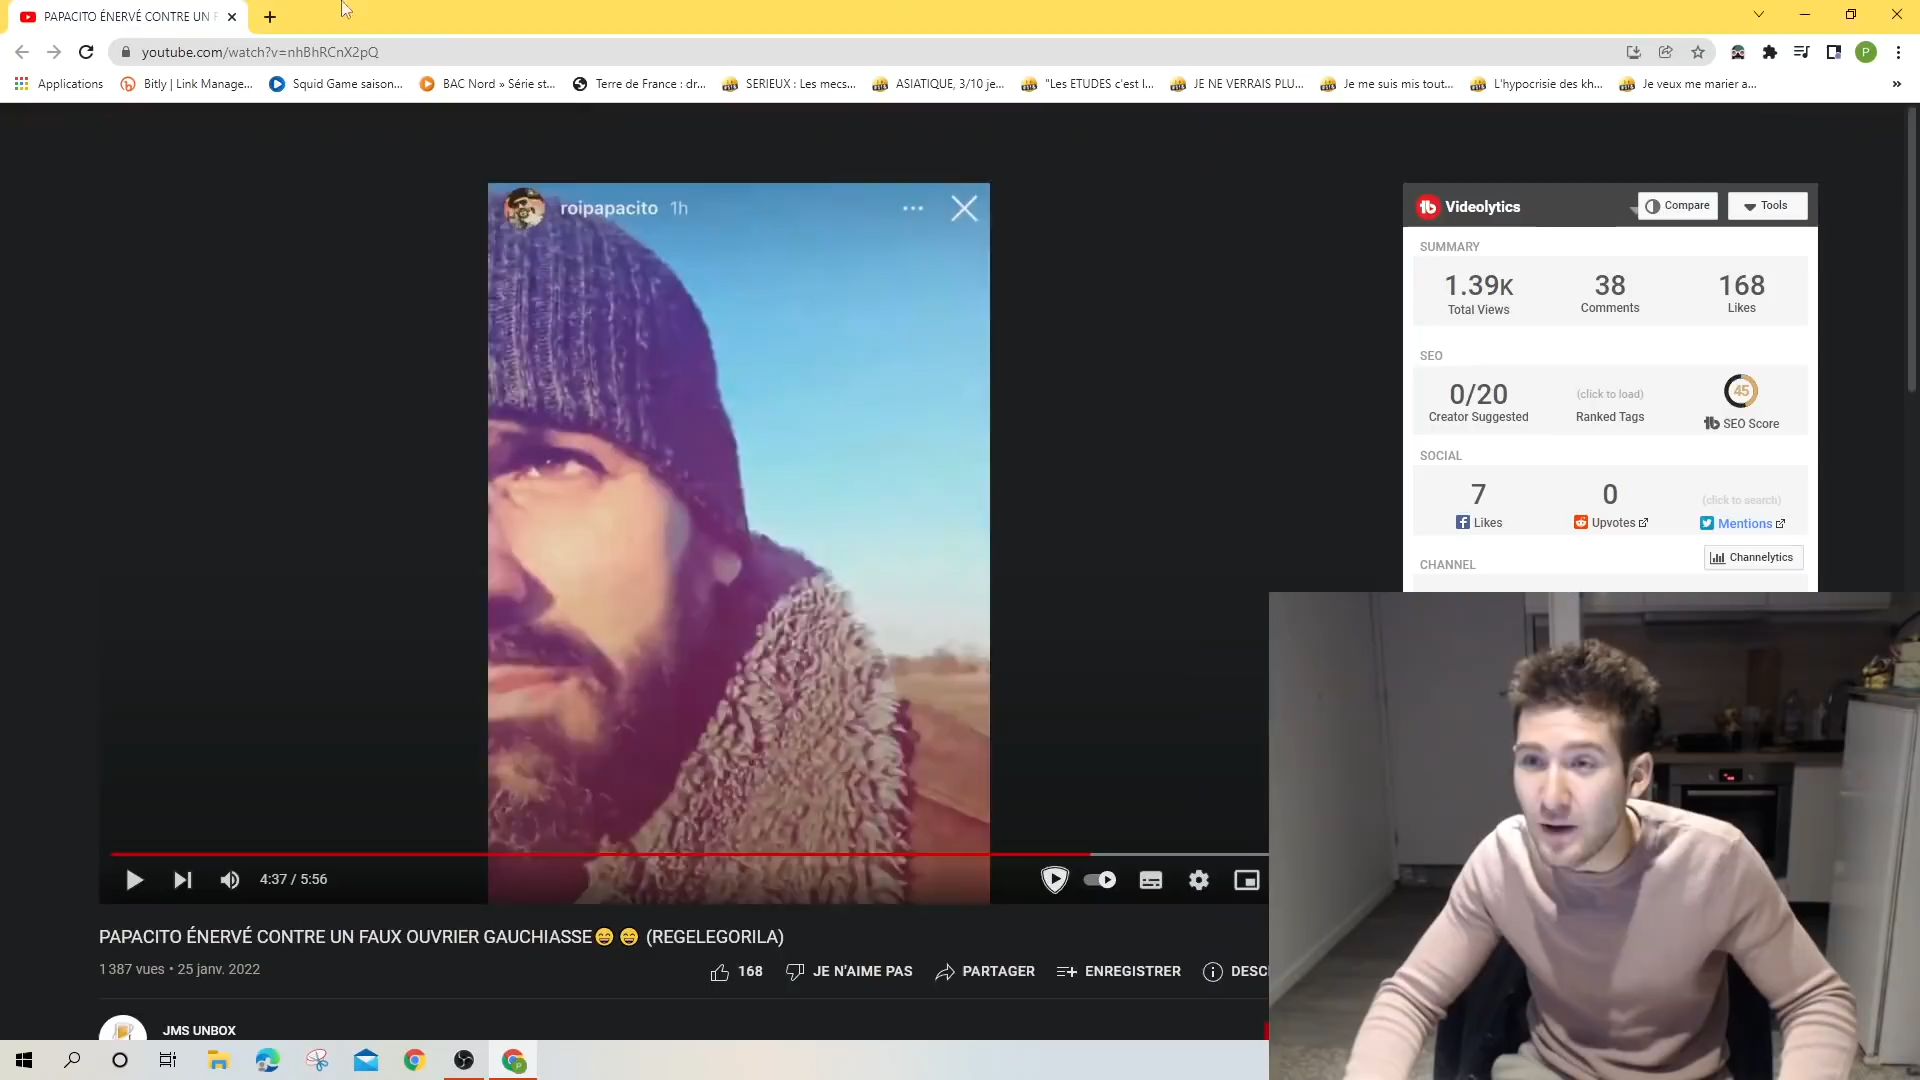 PAPACITO ÉNERVÉ CONTRE UN F
youtube.com/watch?v=nhBhRCnX2pQ
P
Applications
Bitly | Link Manage...
Squid Game saison...
BAC Nord » Série st...
Terre de France : dr...
SERIEUX : Les mecs...
ASIATIQUE, 3/10 je...
"Les ETUDES c'est l...
JE NE VERRAIS PLU...
Je me suis mis tout...
L'hypocrisie des kh...
Je veux me marier a...
»
roipapacito 1h
Videolytics
Compare
Tools
SUMMARY
1.39K
38
168
Total Views
Comments
Likes
SEO
0/20
(click to load)
45
Creator Suggested
Ranked Tags
SEO Score
SOCIAL
7
0
(click to search)
Likes
Upvotes
Mentions
CHANNEL
Channelytics
4:37 / 5:56
PAPACITO ÉNERVÉ CONTRE UN FAUX OUVRIER GAUCHIASSE😄 😄 (REGELEGORILA)
1 387 vues • 25 janv. 2022
168
JE N'AIME PAS
PARTAGER
ENREGISTRER
DESC
JMS UNBOX